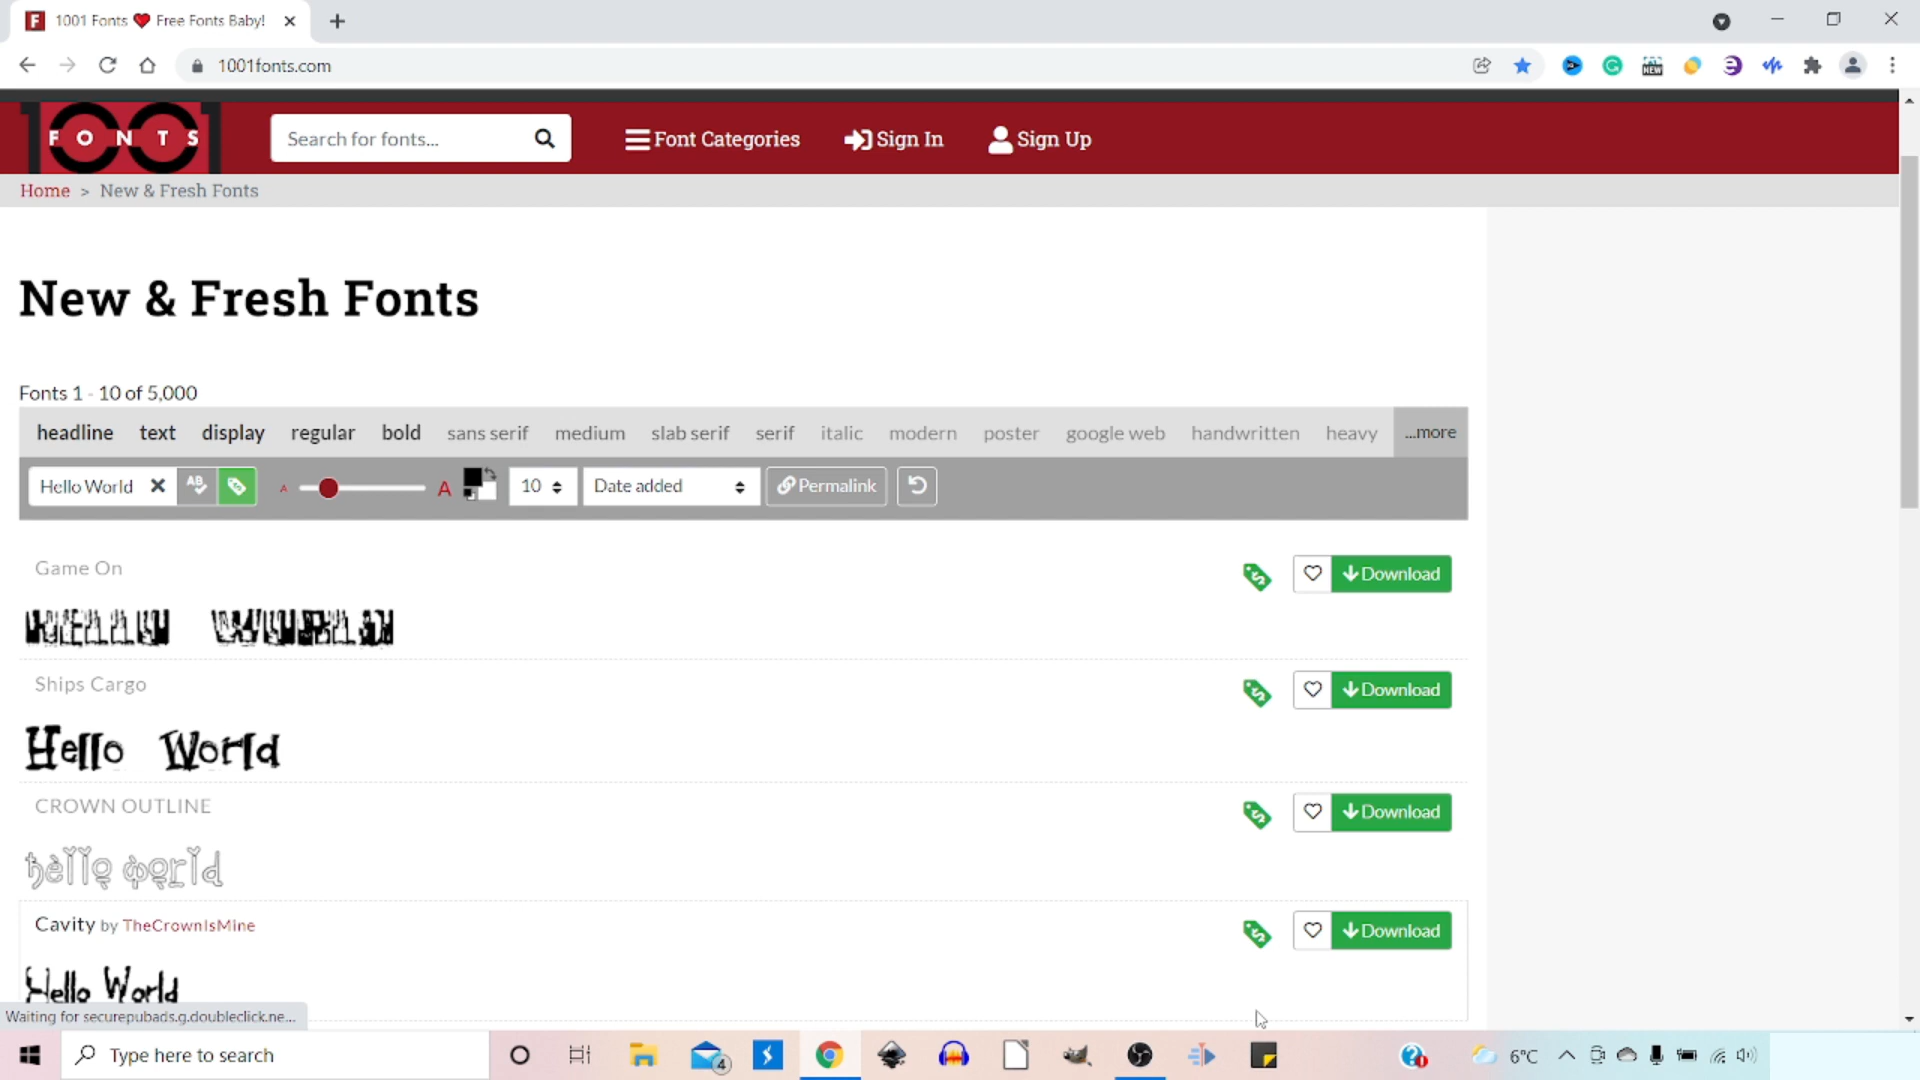 1001 Fonts ❤ Free Fonts Baby!
1001fonts.com
NEW
FONTS
Search for fonts...
Font Categories
Sign In
Sign Up
Home > New & Fresh Fonts
New & Fresh Fonts
Fonts 1 - 10 of 5,000
headline text display regular bold sans serif medium slab serif serif italic modern poster google web handwritten heavy ...more
Hello World
A A
10
Date added
Permalink
Game On
Download
Ships Cargo
Download
Hello World
CROWN OUTLINE
Download
hello world
Cavity by TheCrownIsMine
Download
Hello World
Waiting for securepubads.g.doubleclick.ne...
Type here to search
4
6°C